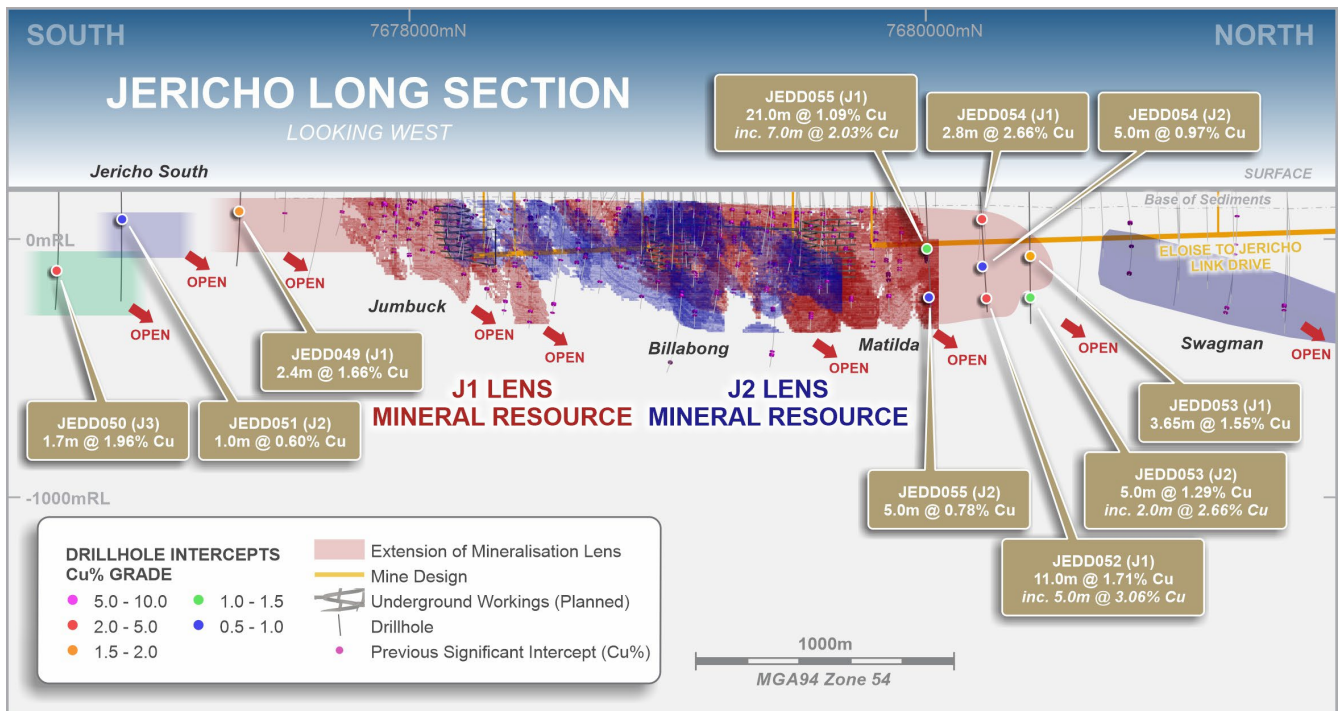 SOUTH
7678000mN
7680000mN
NORTH
JERICHO LONG SECTION
LOOKING WEST
JEDD055 (J1)
21.0m @ 1.09% Cu
inc. 7.0m @ 2.03% Cu
JEDD054 (J1)
2.8m @ 2.66% Cu
JEDD054 (J2)
5.0m @ 0.97% Cu
Jericho South
SURFACE
Base of Sediments
0mRL
ELOISE TO JERICHO
LINK DRIVE
OPEN
OPEN
OPEN
Jumbuck
OPEN
OPEN
Billabong
OPEN
Matilda
OPEN
OPEN
Swagman
OPEN
JEDD049 (J1)
2.4m @ 1.66% Cu
J1 LENS
MINERAL RESOURCE
J2 LENS
MINERAL RESOURCE
JEDD050 (J3)
1.7m @ 1.96% Cu
JEDD051 (J2)
1.0m @ 0.60% Cu
JEDD053 (J1)
3.65m @ 1.55% Cu
JEDD055 (J2)
5.0m @ 0.78% Cu
JEDD053 (J2)
5.0m @ 1.29% Cu
inc. 2.0m @ 2.66% Cu
-1000mRL
JEDD052 (J1)
11.0m @ 1.71% Cu
inc. 5.0m @ 3.06% Cu
DRILLHOLE INTERCEPTS
Cu% GRADE
5.0 - 10.0
2.0 - 5.0
1.5 - 2.0
1.0 - 1.5
0.5 - 1.0
Extension of Mineralisation Lens
Mine Design
Underground Workings (Planned)
Drillhole
Previous Significant Intercept (Cu%)
1000m
MGA94 Zone 54